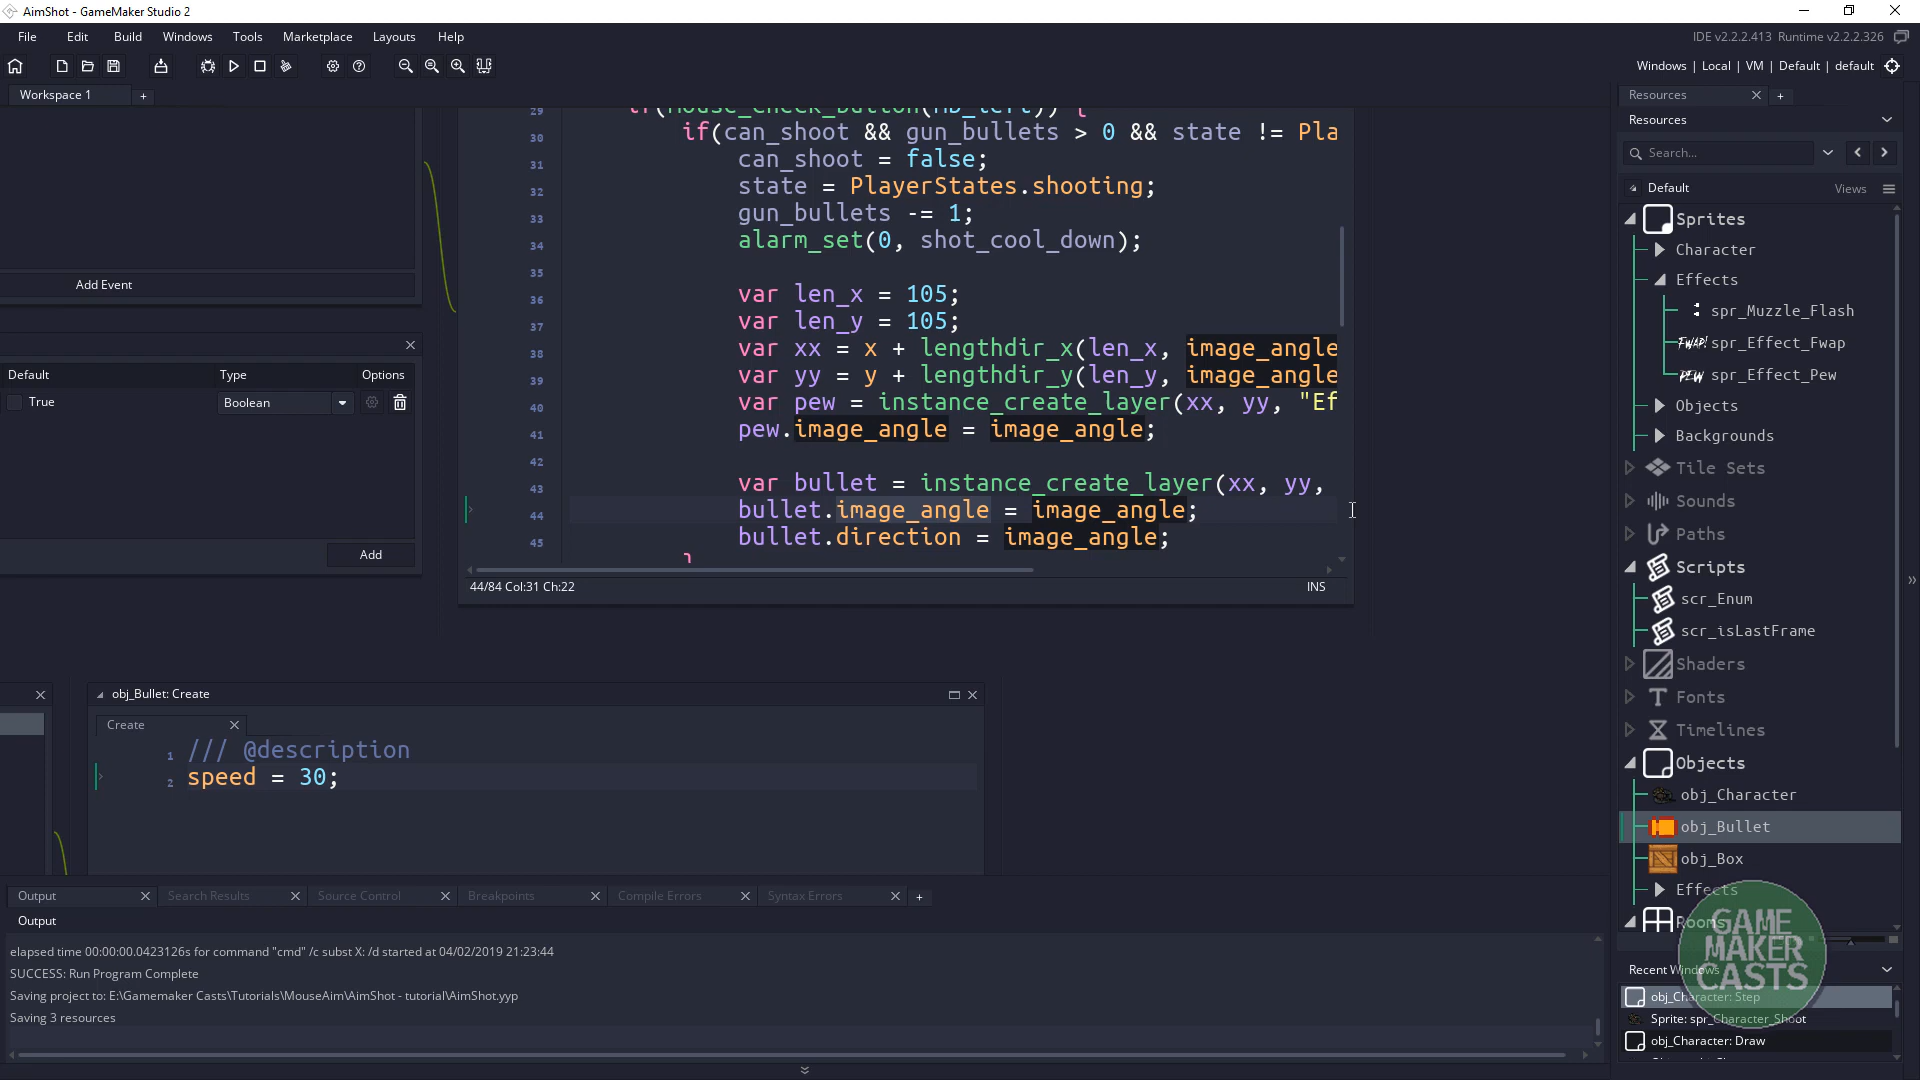 AimShot - GameMaker Studio 2
File Edit Build Windows Tools Marketplace Layouts Help
IDE v2.2.2.413 Runtime v2.2.2.326
Windows | Local | VM | Default | default
Workspace 1 +
Add Event
Default Type Options
True Boolean
Add
29 if(mouse_check_button(mb_left)) {
30 if(can_shoot && gun_bullets > 0 && state != Pla
31 can_shoot = false;
32 state = PlayerStates.shooting;
33 gun_bullets -= 1;
34 alarm_set(0, shot_cool_down);
35
36 var len_x = 105;
37 var len_y = 105;
38 var xx = x + lengthdir_x(len_x, image_angle
39 var yy = y + lengthdir_y(len_y, image_angle
40 var pew = instance_create_layer(xx, yy, "Ef
41 pew.image_angle = image_angle;
42
43 var bullet = instance_create_layer(xx, yy,
44 bullet.image_angle = image_angle;
45 bullet.direction = image_angle;
}
44/84 Col:31 Ch:22 INS
obj_Bullet: Create
Create
1 /// @description
2 speed = 30;
Output Search Results Source Control Breakpoints Compile Errors Syntax Errors +
Output
elapsed time 00:00:00.0423126s for command "cmd" /c subst X: /d started at 04/02/2019 21:23:44
SUCCESS: Run Program Complete
Saving project to: E:\Gamemaker Casts\Tutorials\MouseAim\AimShot - tutorial\AimShot.yyp
Saving 3 resources
Resources +
Resources
Search...
Default Views
Sprites
Character
Effects
spr_Muzzle_Flash
FWAP! spr_Effect_Fwap
PEW spr_Effect_Pew
Objects
Backgrounds
Tile Sets
Sounds
Paths
Scripts
scr_Enum
scr_isLastFrame
Shaders
Fonts
Timelines
Objects
obj_Character
obj_Bullet
obj_Box
Effects
Rooms
Recent Windows
obj_Character: Step
Sprite: spr_Character_Shoot
obj_Character: Draw
GAME
MAKER
CASTS